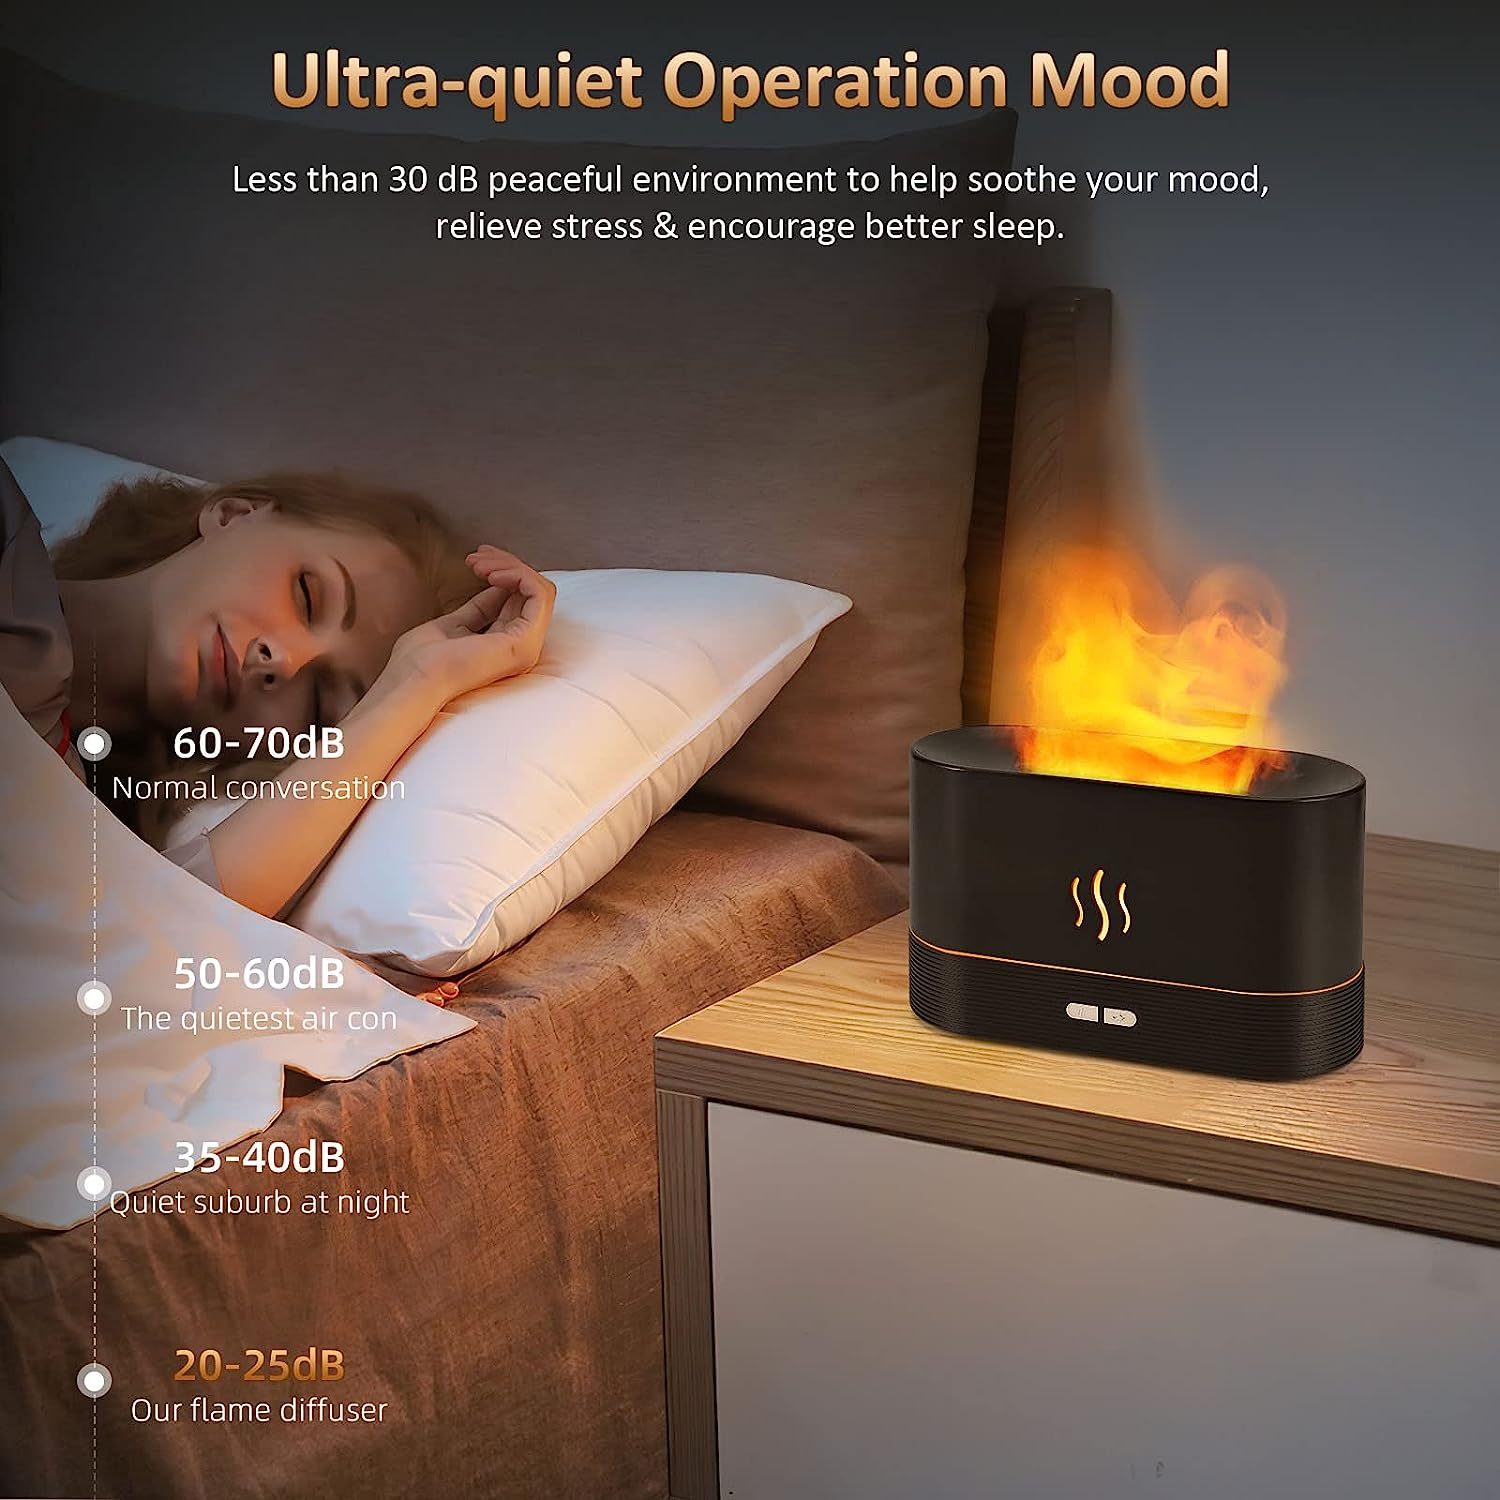 Ultra-quiet Operation Mood
Less than 30 dB peaceful environment to help soothe your mood,
relieve stress & encourage better sleep.
60-70dB
Normal conversation
50-60dB
The quietest air con
35-40dB
Quiet suburb at night
20-25dB
Our flame diffuser